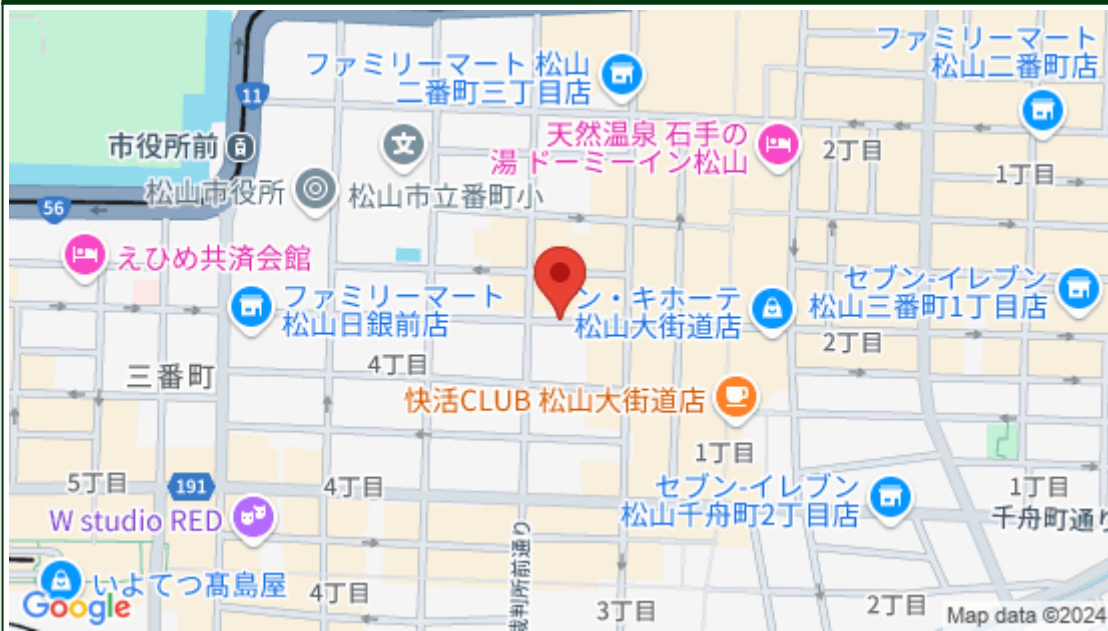 ファミリーマート 松山
二番町三丁目店
ファミリーマート
松山二番町店
11
市役所前
文
天然温泉 石手の
湯 ドーミーイン松山
2丁目
1丁目
松山市役所
松山市立番町小
56
えひめ共済会館
ファミリーマート
松山日銀前店
ン・キホーテ
松山大街道店
セブン-イレブン
松山三番町1丁目店
2丁目
4丁目
三番町
快活CLUB 松山大街道店
1丁目
5丁目
191
4丁目
セブン-イレブン
松山千舟町2丁目店
1丁目
千舟町通り
W studio RED
裁判所前通り
いよてつ髙島屋
4丁目
3丁目
2丁目
Google
Map data ©2024